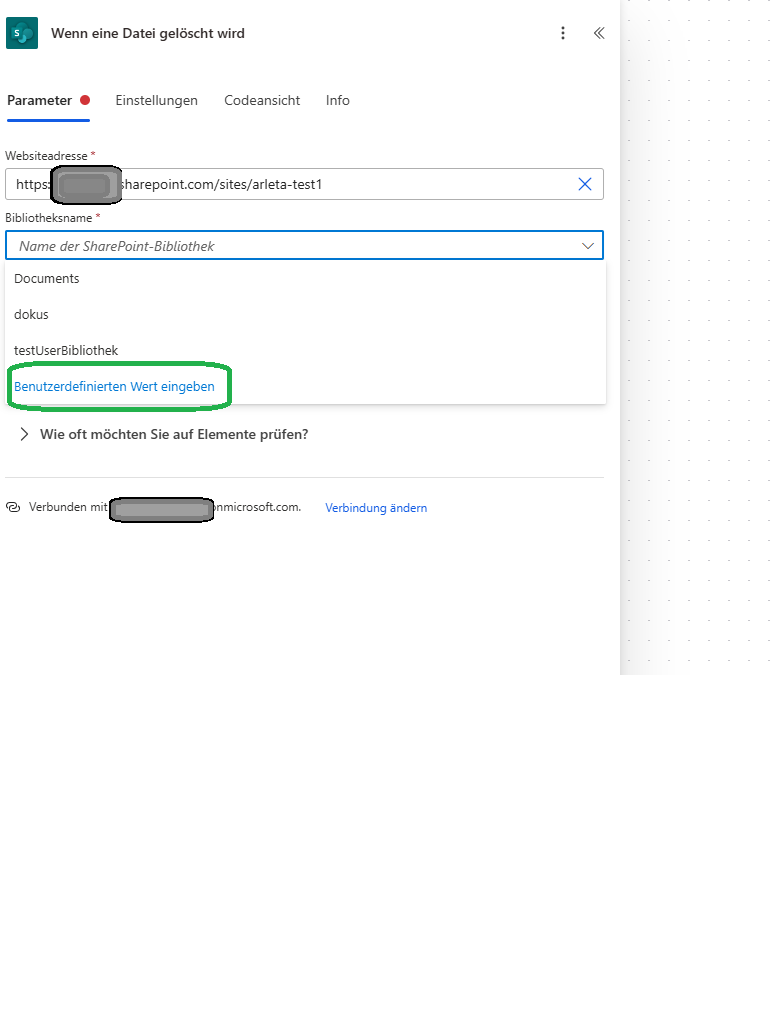 Wenn eine Datei gelöscht wird
Parameter Einstellungen Codeansicht Info
Websiteadresse *
https: sharepoint.com/sites/arleta-test1
Bibliotheksname *
Name der SharePoint-Bibliothek
Documents
dokus
testUserBibliothek
Benutzerdefinierten Wert eingeben
Wie oft möchten Sie auf Elemente prüfen?
Verbunden mit onmicrosoft.com. Verbindung ändern